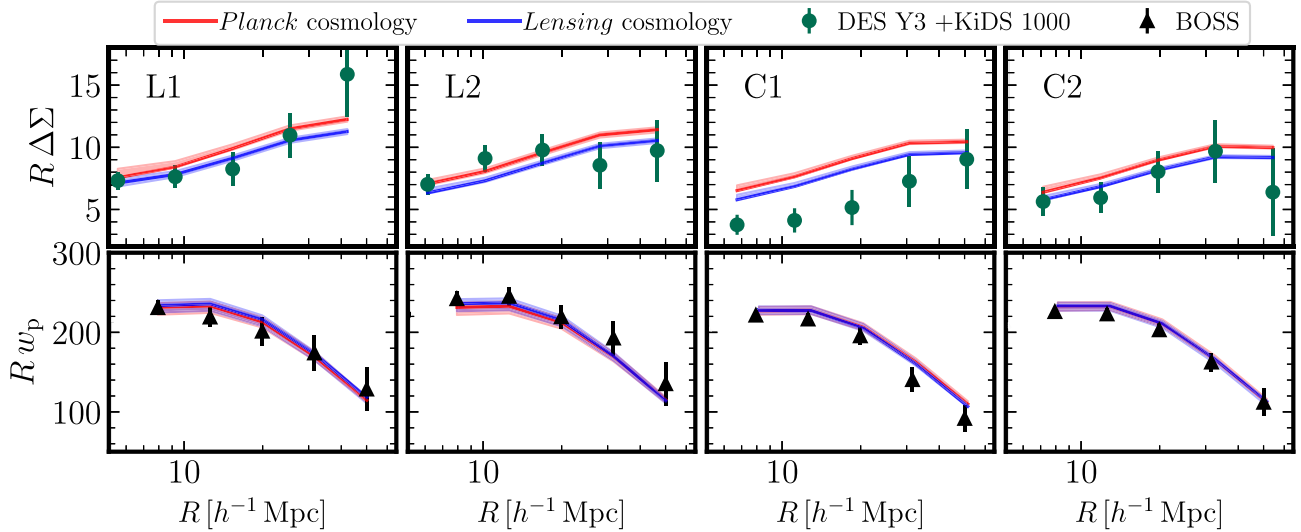 Planck cosmology Lensing cosmology DES Y3 +KiDS 1000 BOSS
L1 L2 C1 C2
15
10
5
R ΔΣ
300
200
100
R w_p
10 10 10 10
R [h⁻¹ Mpc] R [h⁻¹ Mpc] R [h⁻¹ Mpc] R [h⁻¹ Mpc]